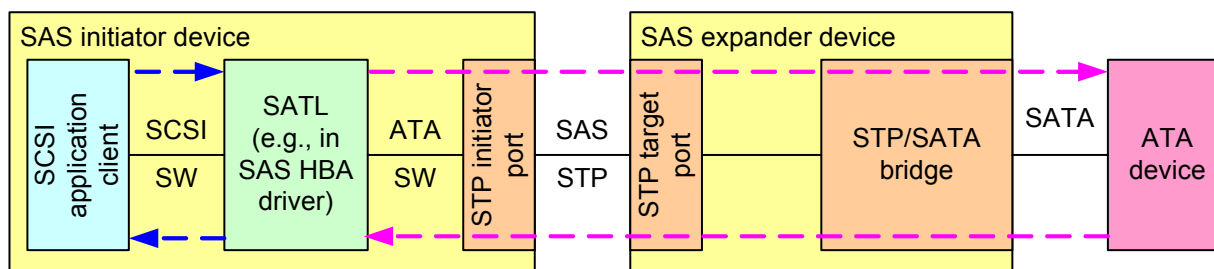 SAS initiator device
SCSI
application
client
SCSI
SW
SATL
(e.g., in
SAS HBA
driver)
ATA
SW
STP initiator
port
SAS
STP
SAS expander device
STP target
port
STP/SATA
bridge
SATA
ATA
device